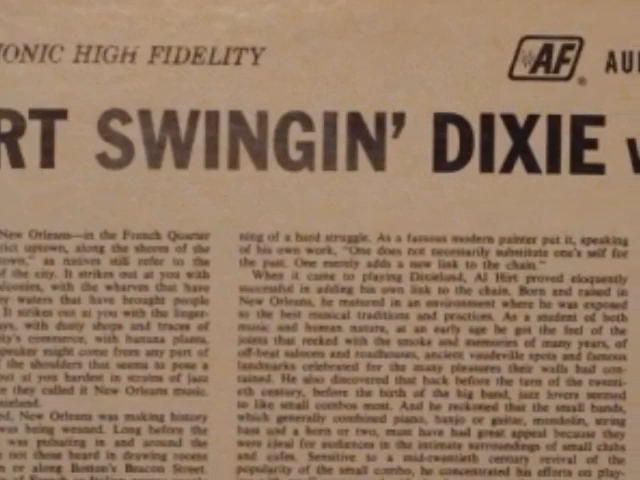 ONIC HIGH FIDELITY
AF ® AU
RT SWINGIN' DIXIE V
New Orleans—in the French Quarter
rict uptown, along the shores of the
town," as natives still refer to the
of the city. It strikes out at you with
balconies, with the wharves that have
y waters that have brought people
It strikes out at you with the linger-
ays, with dusty shops and traces of
ity's commerce, with banana plants,
speaker might come from any part of
the shoulders that seems to pose a
out at you hardest in strains of jazz
e they called it New Orleans music.
ed, New Orleans was making history
was being weaned. Long before the
was pulsating in and around the
not those heard in drawing rooms
n or along Boston's Beacon Street.
ning of a hard struggle. As a famous modern painter put it, speaking
of his own work, "One does not necessarily substitute one's self for
the past. One merely adds a new link to the chain."
When it came to playing Dixieland, Al Hirt proved eloquently
successful in adding his own link to the chain. Born and raised in
New Orleans, he matured in an environment where he was exposed
to the best musical traditions and practices. As a student of both
music and human nature, at an early age he got the feel of the
joints that reeked with the smoke and memories of many years, of
off-beat saloons and roadhouses, ancient vaudeville spots and famous
landmarks celebrated for the many pleasures their walls had con-
tained. He also discovered that back before the turn of the twenti-
eth century, before the birth of the big band, jazz lovers seemed
to like small combos most. And he reckoned that the small bands,
which generally combined piano, banjo or guitar, mandolin, string
bass and a horn or two, must have had great appeal because they
were ideal for audiences in the intimate surroundings of small clubs
and cafes. Sensitive to a mid-twentieth century revival of the
popularity of the small combo, he concentrated his efforts on play-